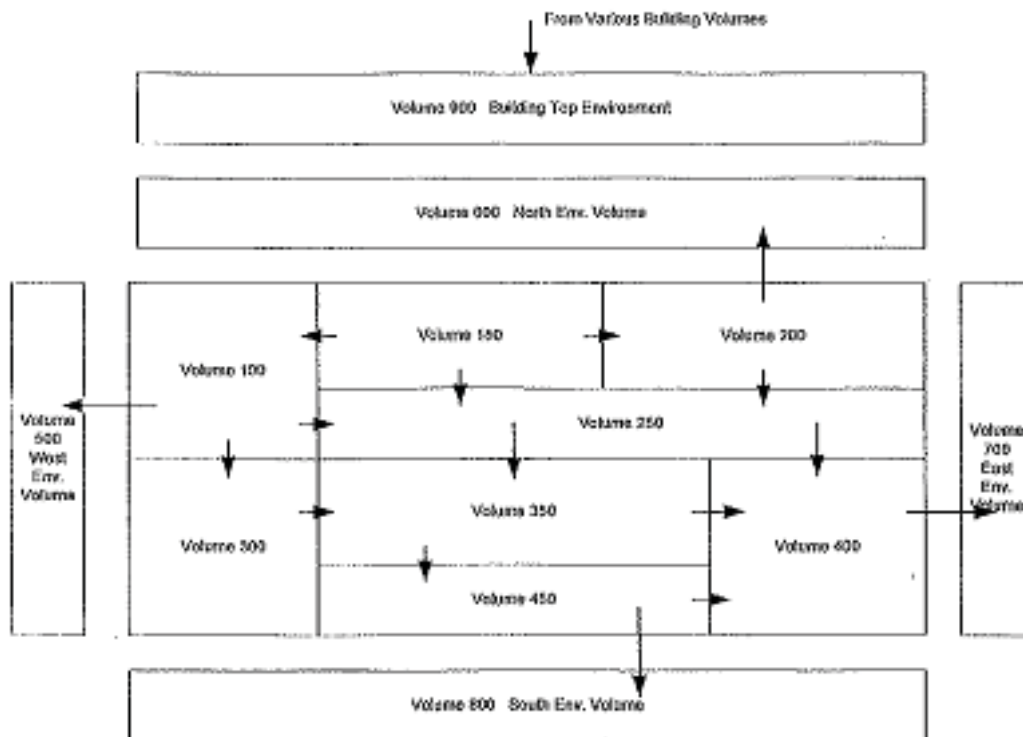 From Various Building Volumes
Volume 900 Building Top Environment
Volume 600 North Env. Volume
Volume 150
Volume 200
Volume 100
Volume 250
Volume
500
West
Env.
Volume
Volume
700
East
Env.
Volume
Volume 350
Volume 300
Volume 400
Volume 450
Volume 800 South Env. Volume